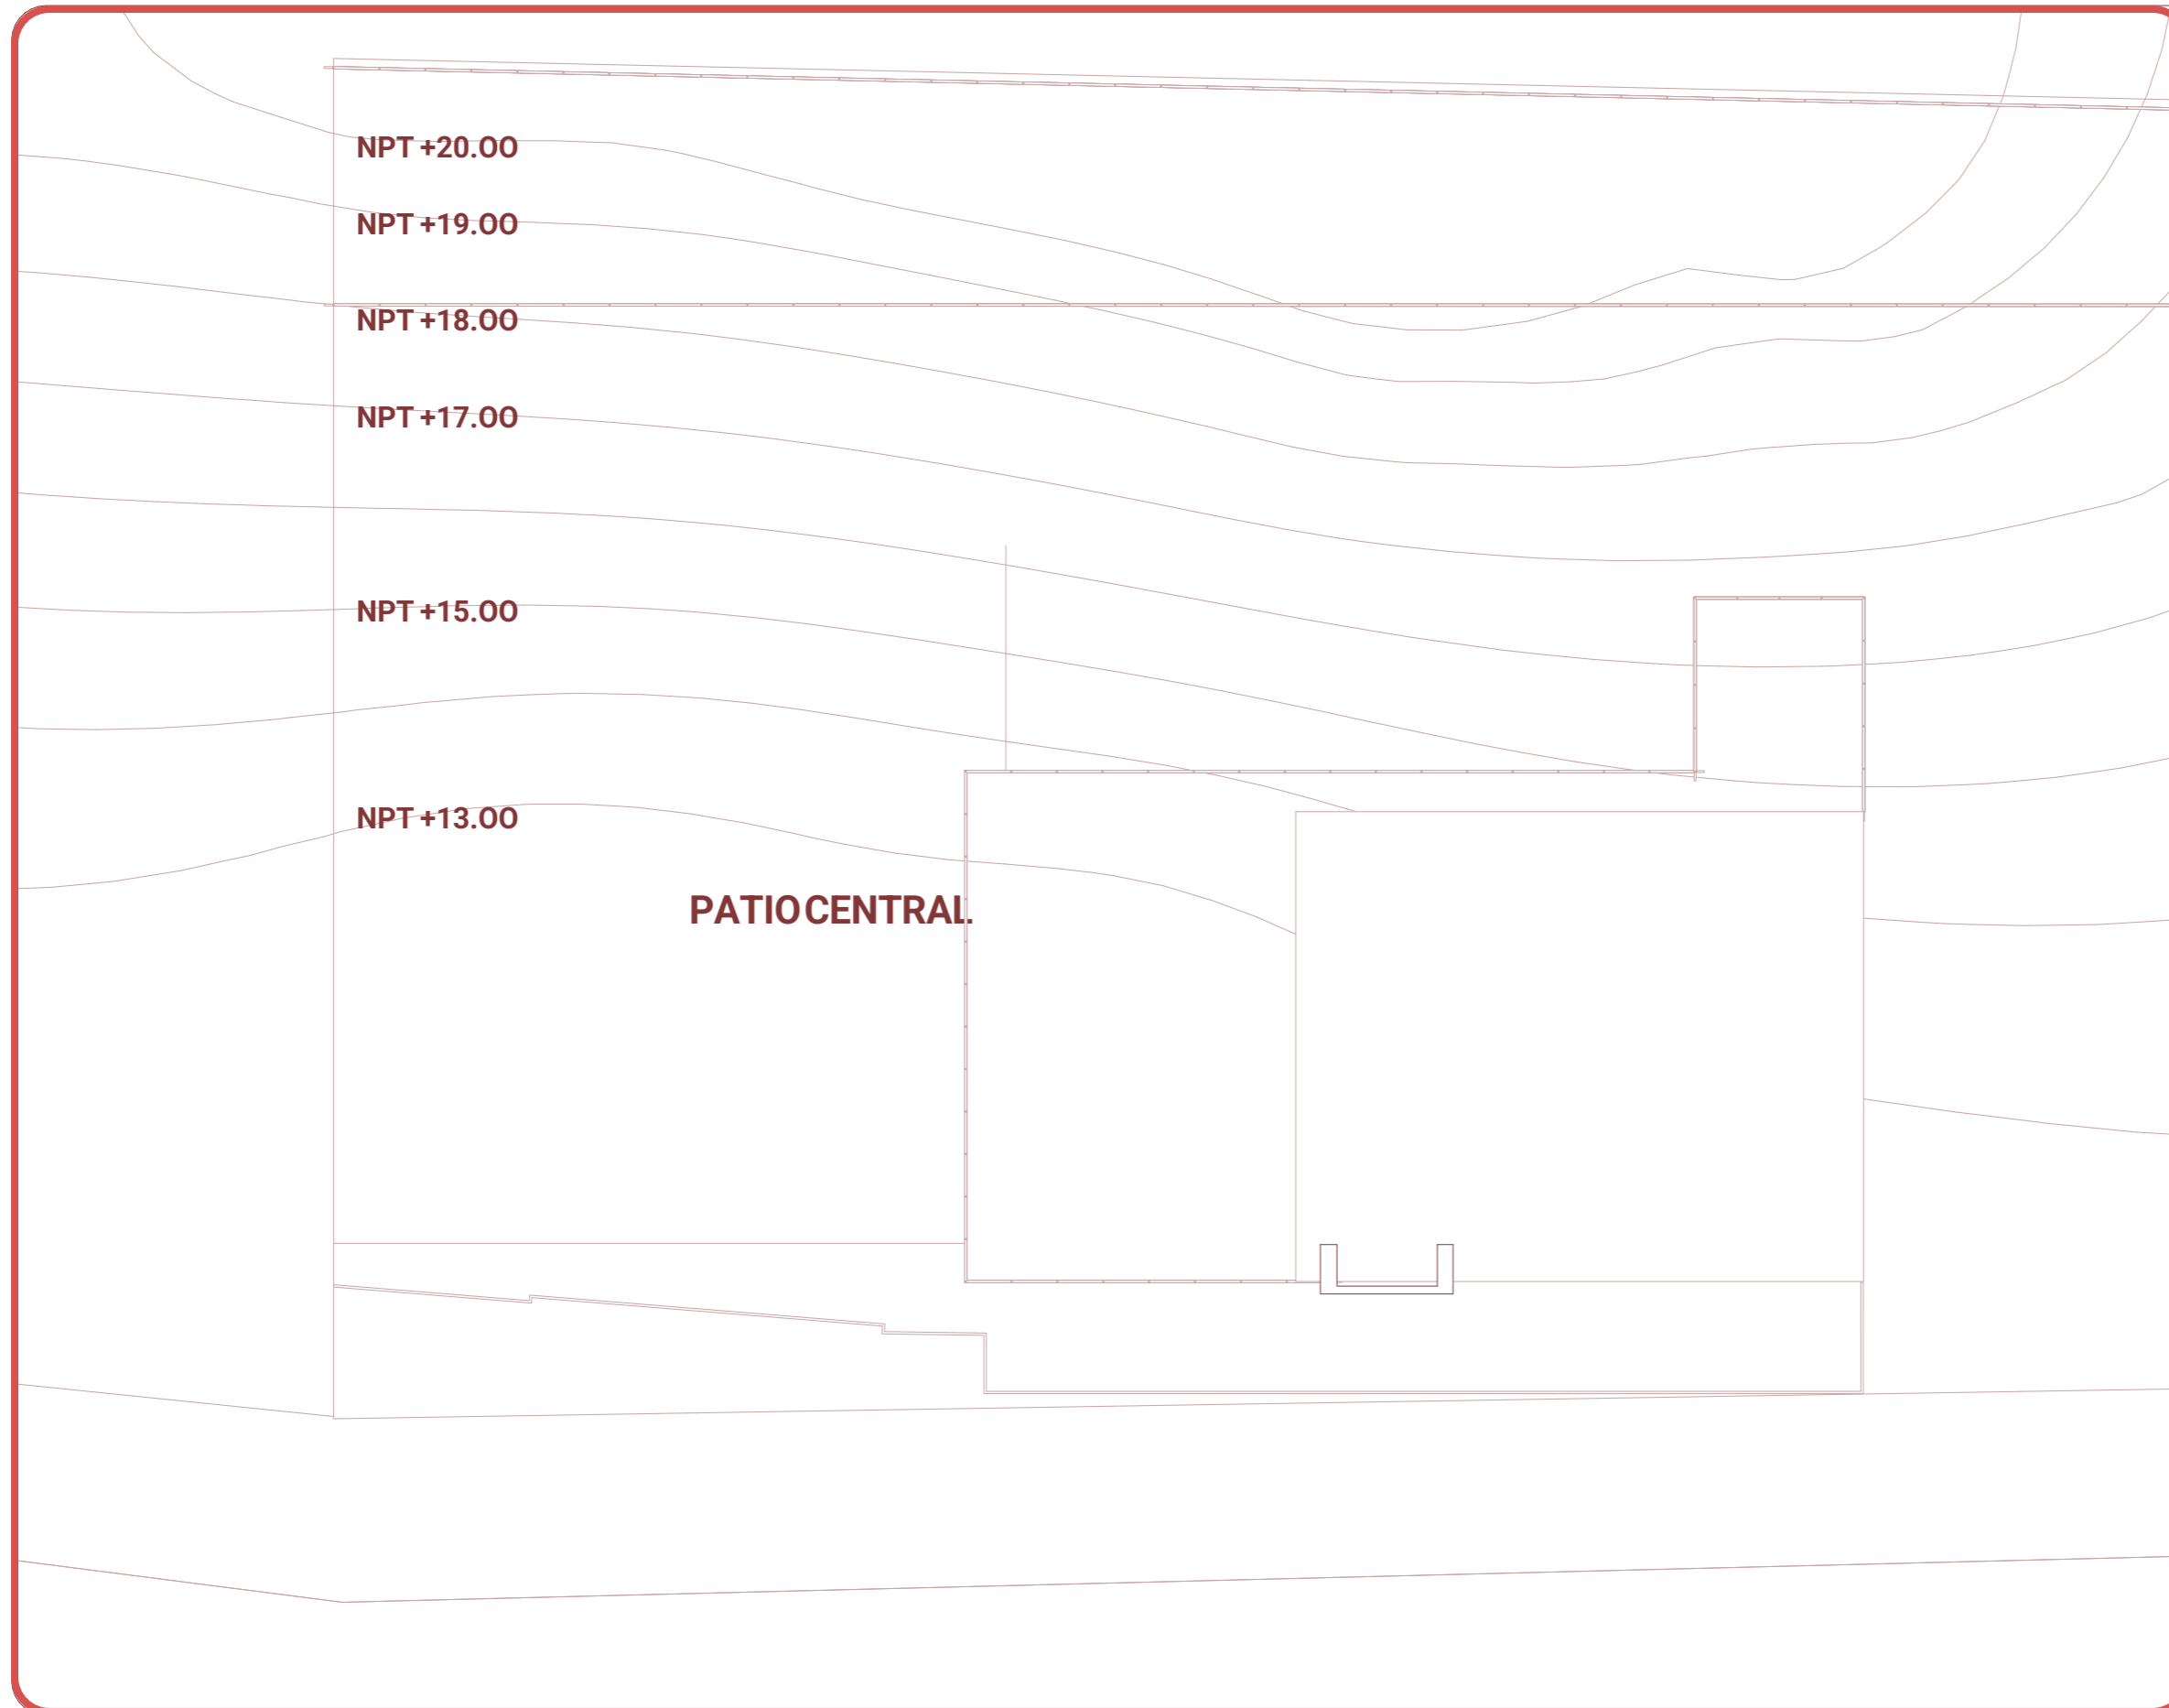 NPT +20.00
NPT +19.00
NPT +18.00
NPT +17.00
NPT +15.00
NPT +13.00
PATIO CENTRAL